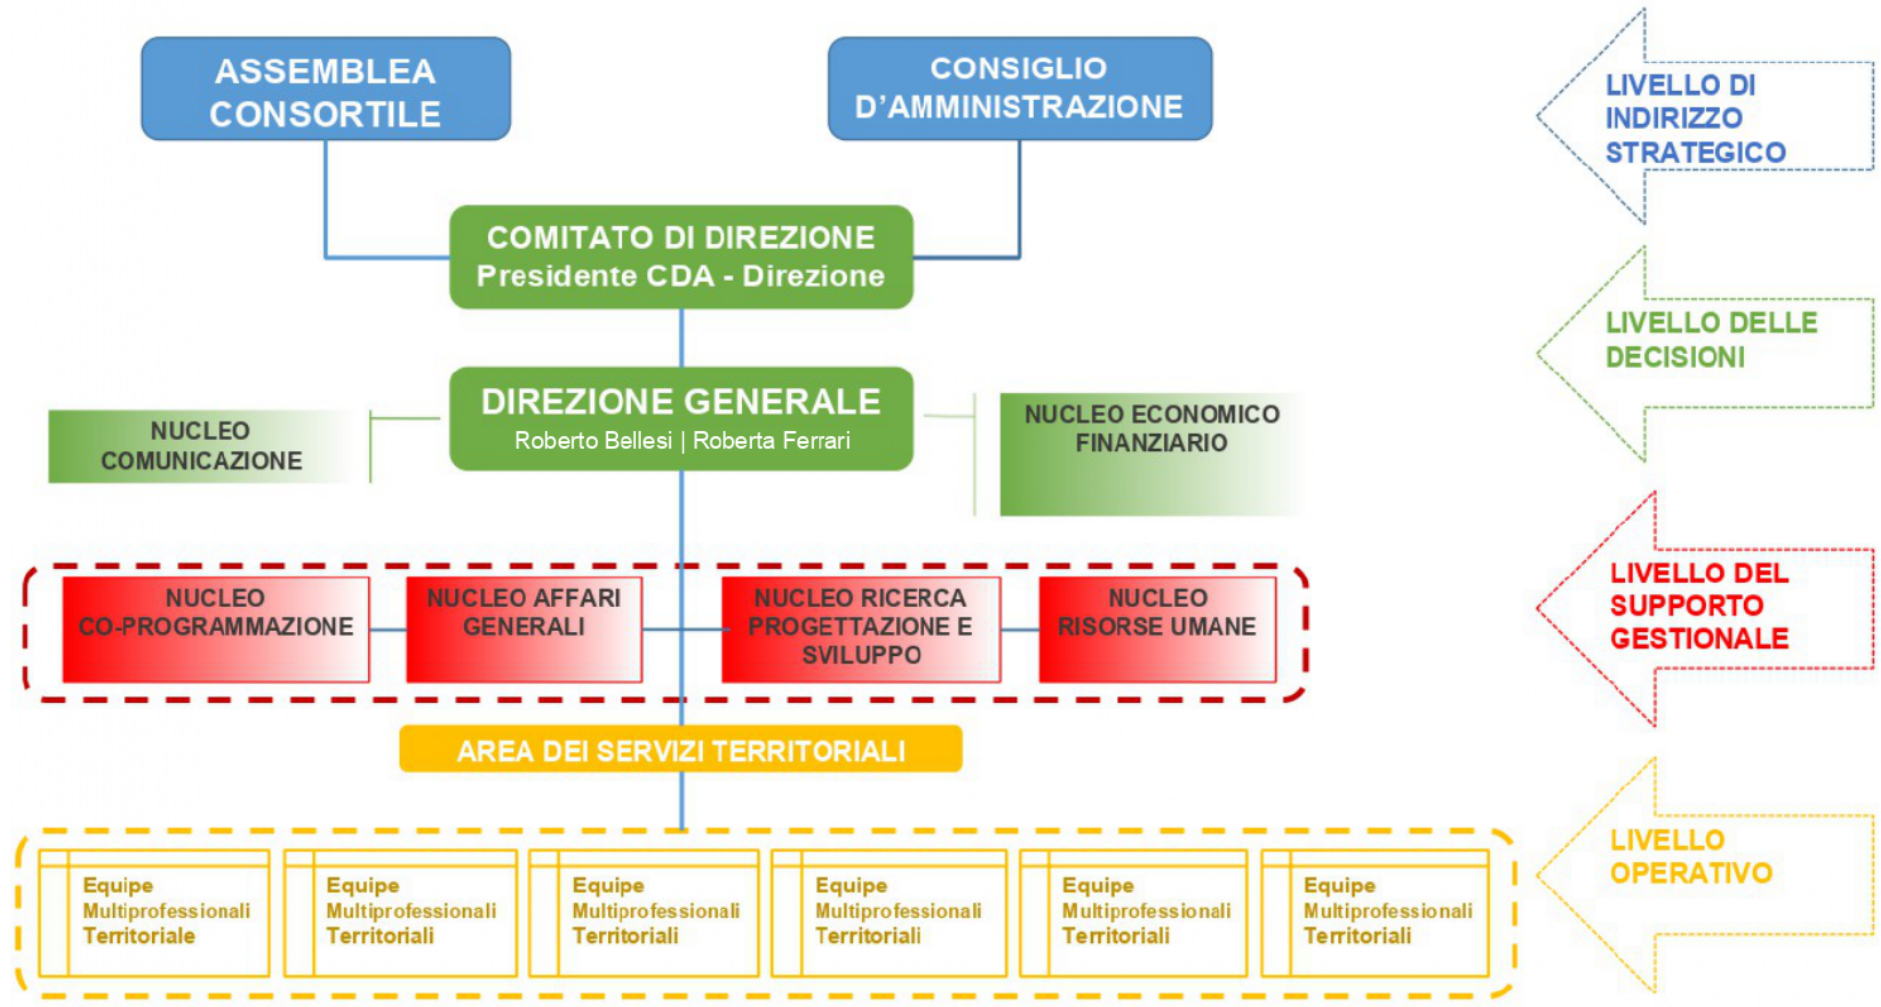 ASSEMBLEA
CONSORTILE
CONSIGLIO
D'AMMINISTRAZIONE
LIVELLO DI
INDIRIZZO
STRATEGICO
COMITATO DI DIREZIONE
Presidente CDA - Direzione
LIVELLO DELLE
DECISIONI
DIREZIONE GENERALE
Roberto Bellesi | Roberta Ferrari
NUCLEO
COMUNICAZIONE
NUCLEO ECONOMICO
FINANZIARIO
NUCLEO
CO-PROGRAMMAZIONE
NUCLEO AFFARI
GENERALI
NUCLEO RICERCA
PROGETTAZIONE E
SVILUPPO
NUCLEO
RISORSE UMANE
LIVELLO DEL
SUPPORTO
GESTIONALE
AREA DEI SERVIZI TERRITORIALI
Equipe
Multiprofessionali
Territoriale
Equipe
Multiprofessionali
Territoriali
Equipe
Multiprofessionali
Territoriali
Equipe
Multiprofessionali
Territoriali
Equipe
Multiprofessionali
Territoriali
Equipe
Multiprofessionali
Territoriali
LIVELLO
OPERATIVO